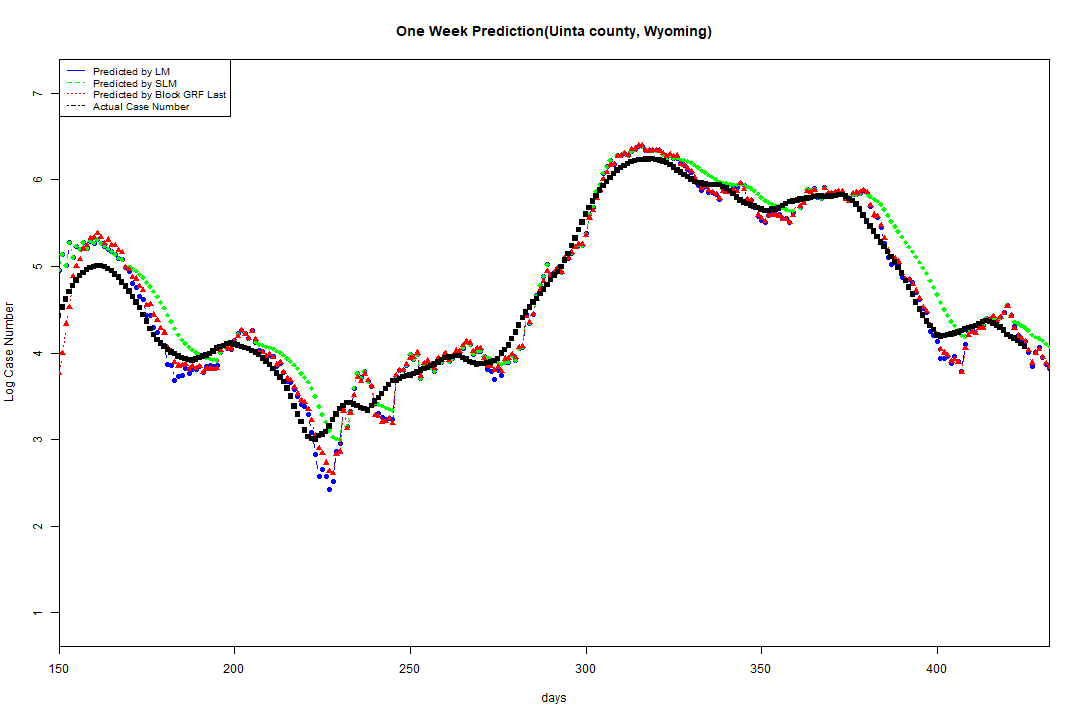 One Week Prediction(Uinta county, Wyoming)
Predicted by LM
Predicted by SLM
Predicted by Block GRF Last
Actual Case Number
7
6
5
4
3
2
1
Log Case Number
150 200 250 300 350 400
days